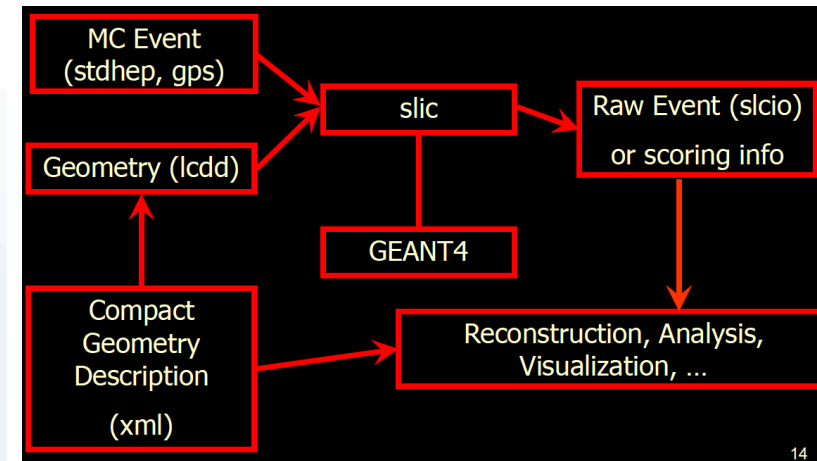 MC Event
(stdhep, gps)
slic
Raw Event (slcio)
or scoring info
Geometry (lcdd)
GEANT4
Compact
Geometry
Description
(xml)
Reconstruction, Analysis,
Visualization, ...
14